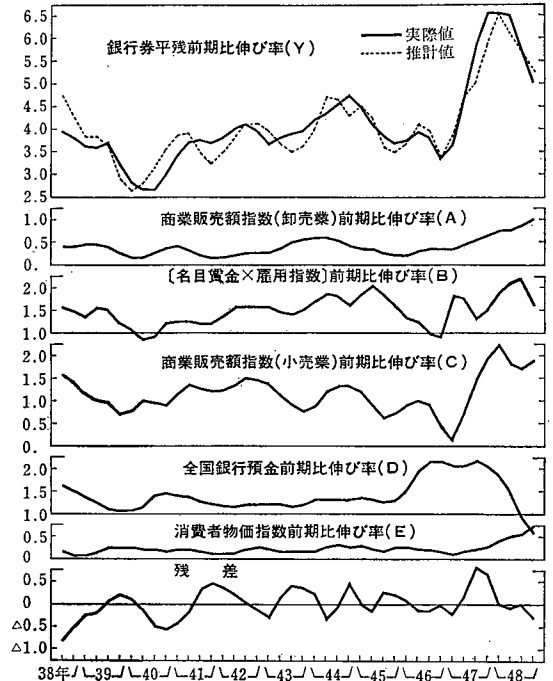 6.5
6.0
5.5
5.0
4.5
4.0
3.5
3.0
2.5
銀行券平残前期比伸び率(Y)
実際値
推計値
1.0
0.5
0.
商業販売額指数(卸売業)前期比伸び率(A)
2.0
1.5
1.0
〔名目賃金×雇用指数〕前期比伸び率(B)
2.0
1.5
1.0
0.5
0.
商業販売額指数(小売業)前期比伸び率(C)
2.0
1.5
1.0
全国銀行預金前期比伸び率(D)
0.5
0.
消費者物価指数前期比伸び率(E)
残 差
0.5
0
△0.5
△1.0
38年 39 40 41 42 43 44 45 46 47 48